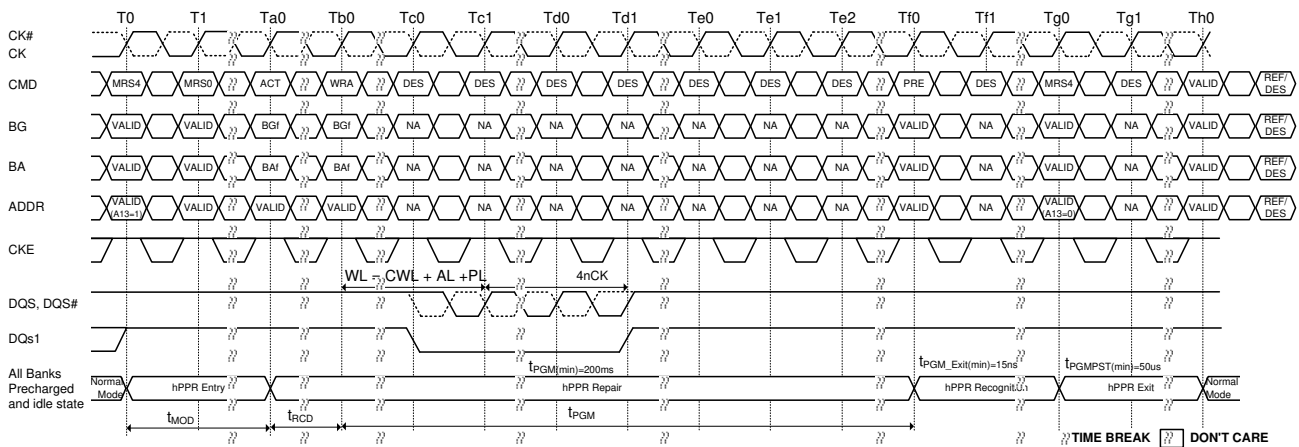 T0 T1 Ta0 Tb0 Tc0 Tc1 Td0 Td1 Te0 Te1 Te2 Tf0 Tf1 Tg0 Tg1 Th0
CK#
CK
CMD MRS4 MRS0 ACT WRA DES DES DES DES DES DES DES PRE DES MRS4 DES VALID REF/
DES
BG VALID VALID BGf BGf NA NA NA NA NA NA NA VALID NA VALID NA VALID REF/
DES
BA VALID VALID BAf BAf NA NA NA NA NA NA NA VALID NA VALID NA VALID REF/
DES
ADDR VALID
(A13=1) VALID VALID VALID NA NA NA NA NA NA NA VALID NA VALID
A13=0) NA VALID REF/
DES
CKE
WL = CWL + AL +PL 4nCK
DQS, DQS#
DQs1
tPGM(min)=200ms tPGM_Exit(min)=15ns tPGMPST(min)=50us
All Banks
Precharged
and idle state
Normal
Mode hPPR Entry hPPR Repair hPPR Recognition hPPR Exit Normal
Mode
tMOD tRCD tPGM
TIME BREAK DON'T CARE